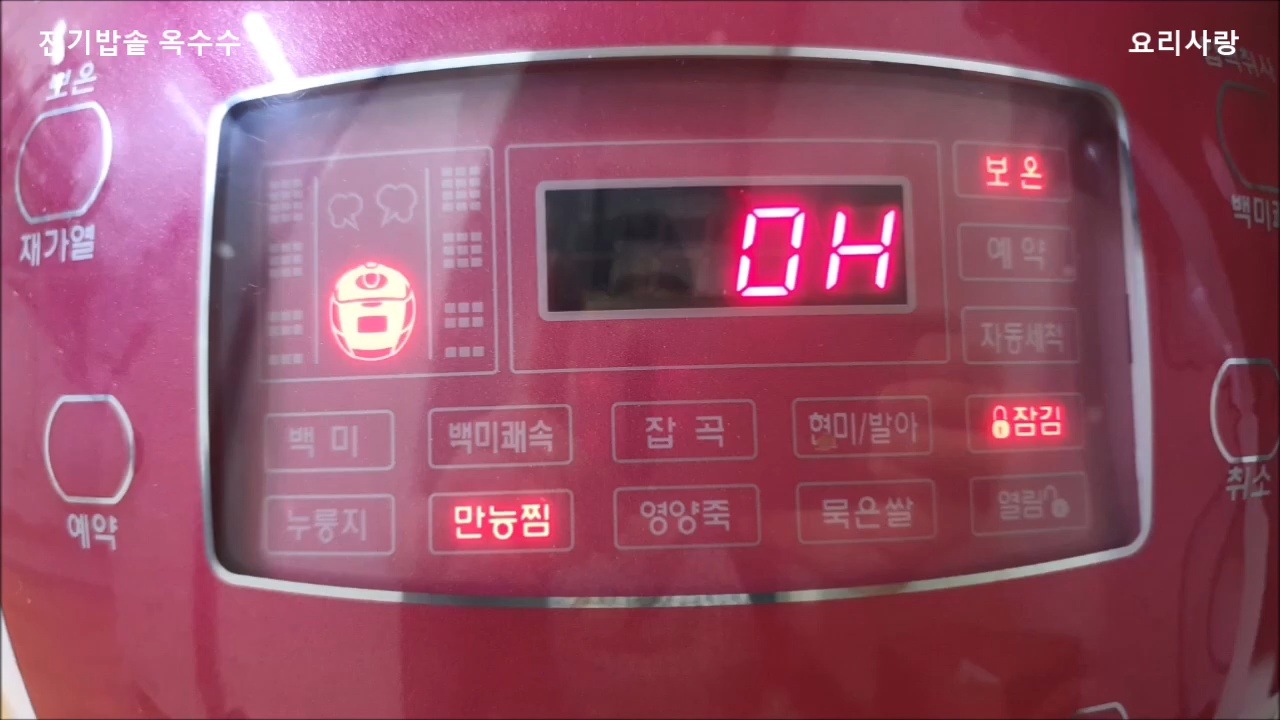 전기밥솥 옥수수
요리사랑
보온
재가열
예약
0H
보온
예약
자동세척
백미
백미쾌속
잡곡
현미/발아
잠김
누룽지
만능찜
영양죽
묵은쌀
열림
취소